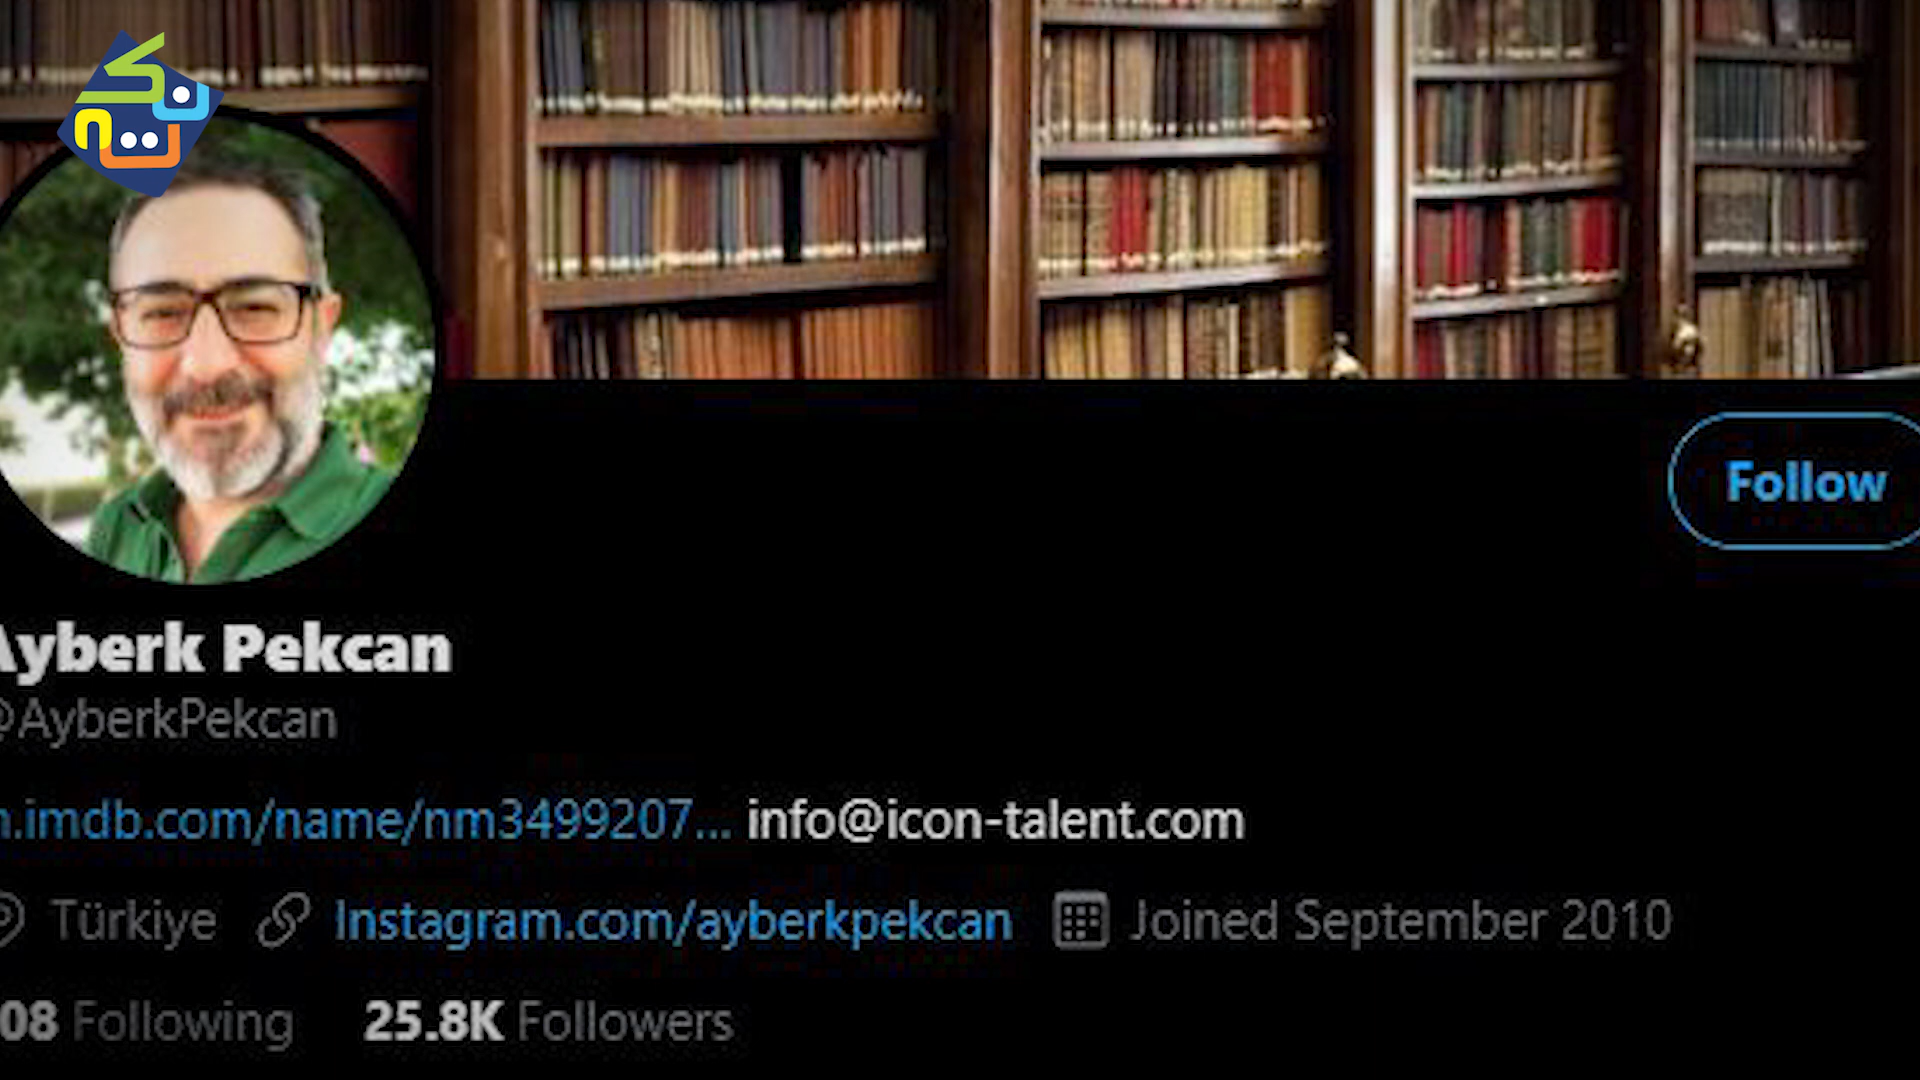 Follow
Ayberk Pekcan
@AyberkPekcan
m.imdb.com/name/nm3499207... info@icon-talent.com
Türkiye Instagram.com/ayberkpekcan Joined September 2010
08 Following 25.8K Followers